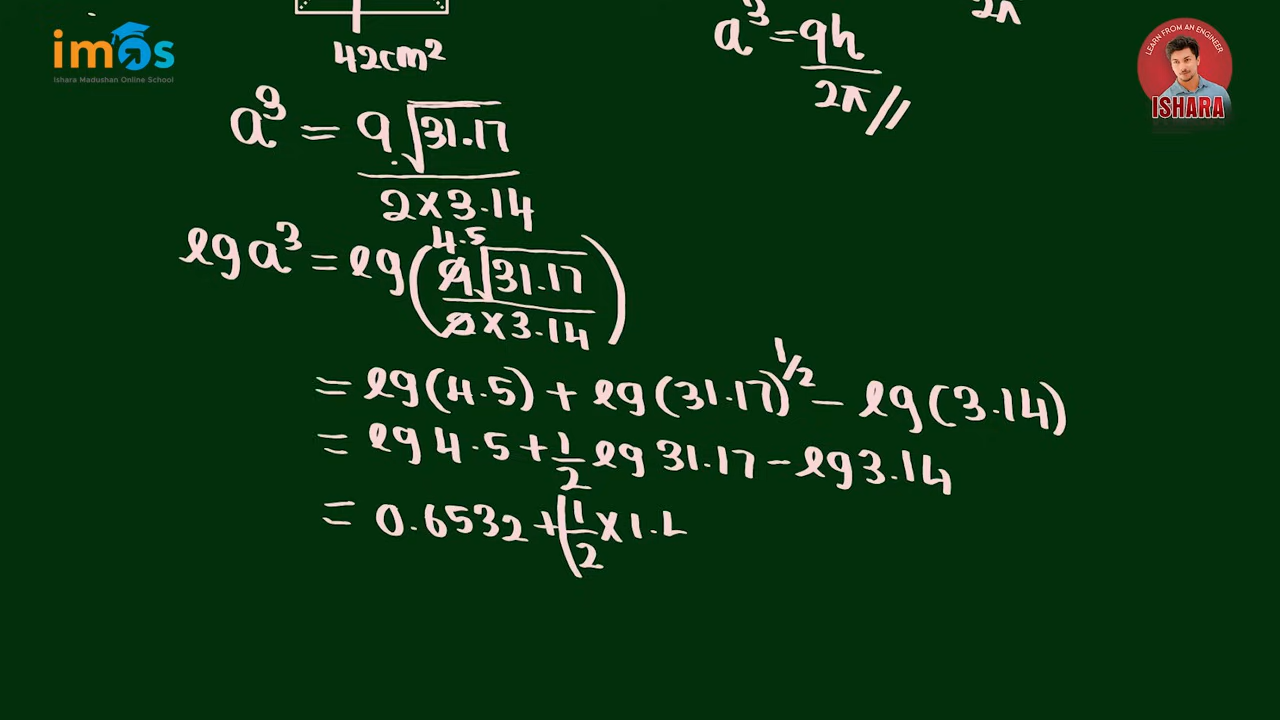 imos
Ishara Madushan Online School
42cm²
a³ = 9h / 2π //
2π
LEARN FROM AN ENGINEER
ISHARA
a³ = 9√31.17 / 2×3.14
lg a³ = lg(9√31.17 / 2×3.14)
4.5
= lg(4.5) + lg(31.17)^1/2 – lg(3.14)
= lg 4.5 + 1/2 lg 31.17 – lg 3.14
= 0.6532 + (1/2 × 1.